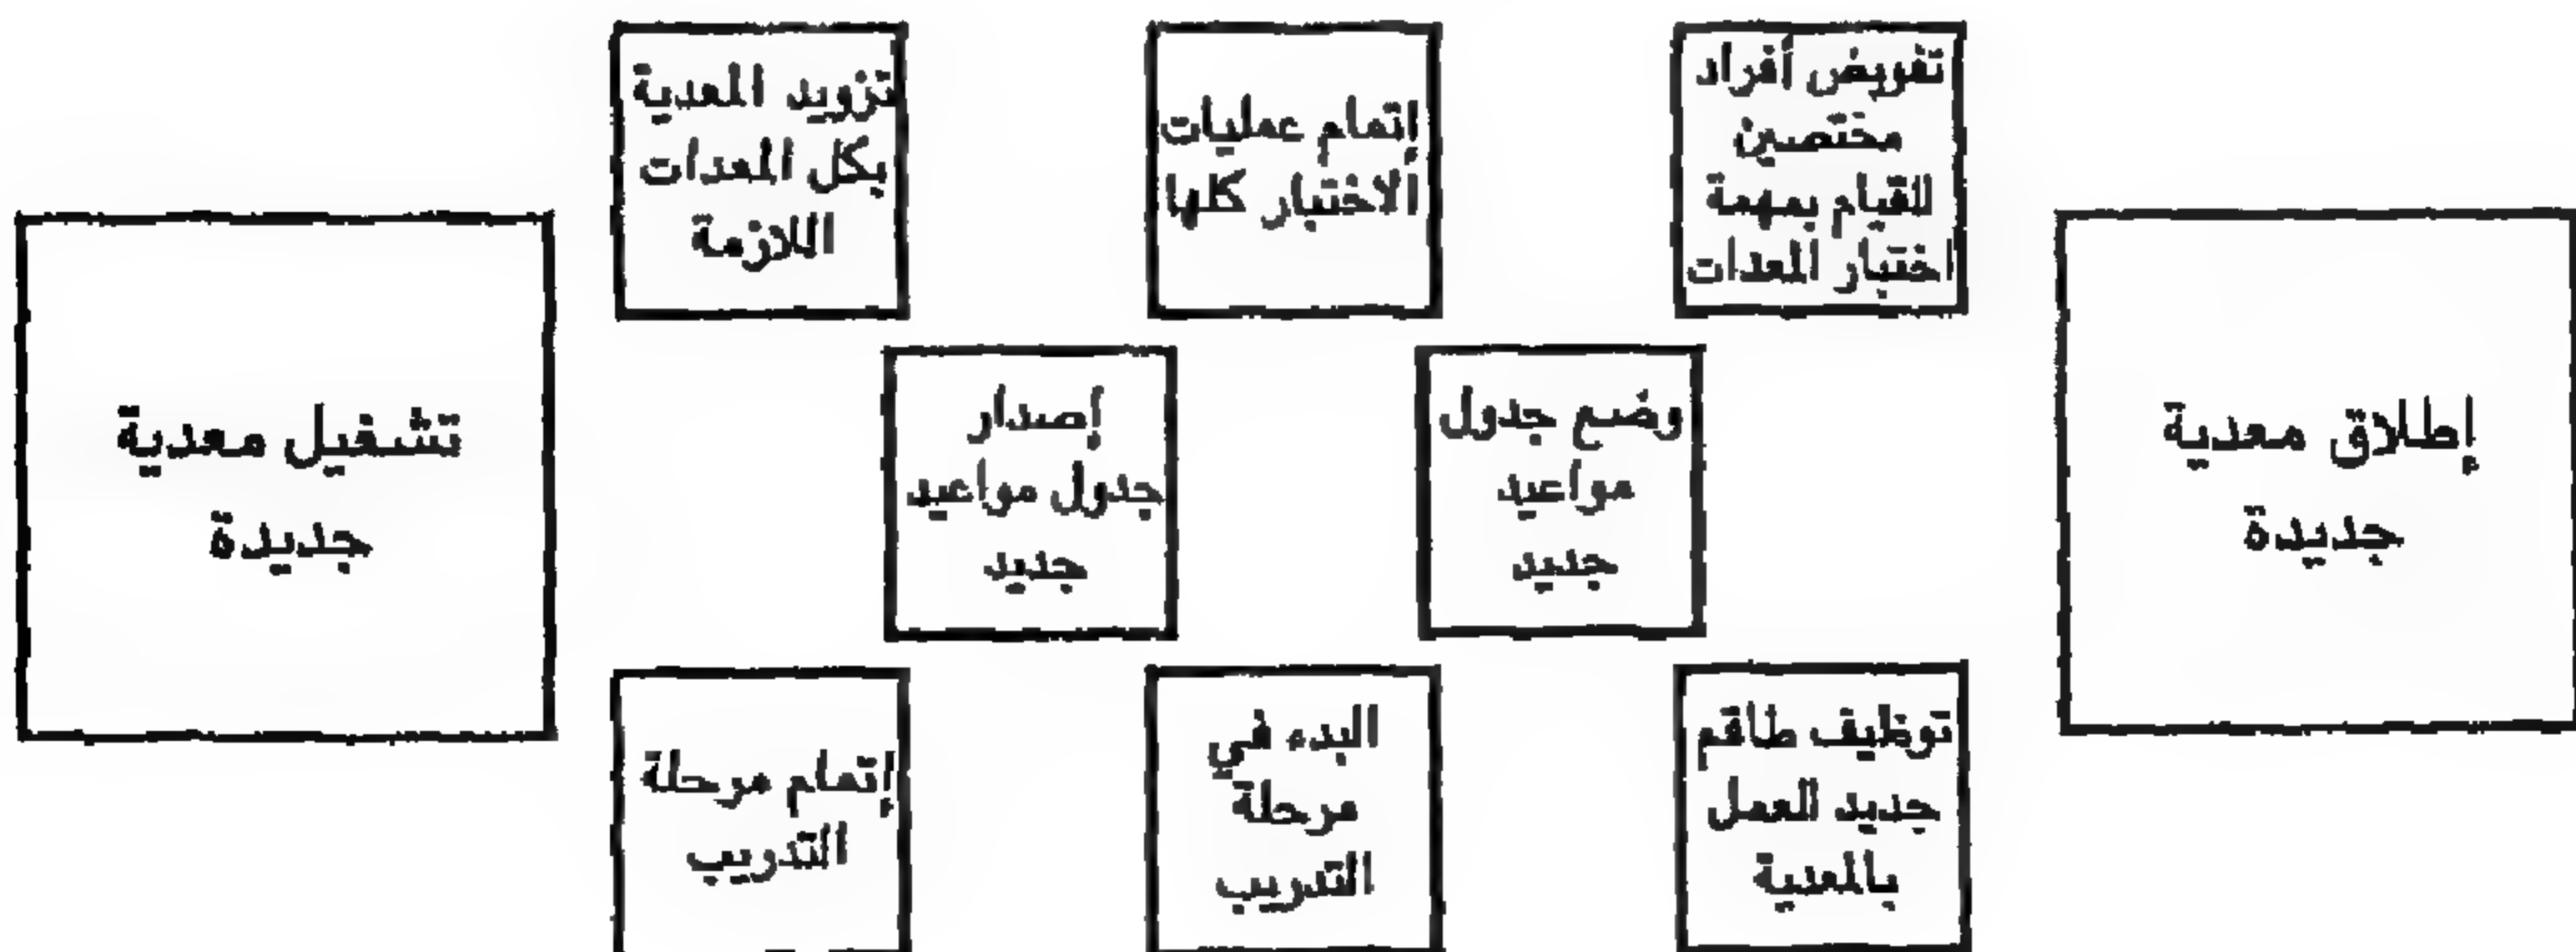 تفويض أفراد
مختصين
للقيام بمهمة
اختبار المعدات
إتمام عمليات
الاختبار كلها
تزويد المعدية
بكل المعدات
اللازمة
إطلاق معدية
جديدة
وضع جدول
مواعيد
جديد
إصدار
جدول مواعيد
جديد
تشغيل معدية
جديدة
توظيف طاقم
جديد للعمل
بالمعدية
البدء في
مرحلة
التدريب
إتمام مرحلة
التدريب